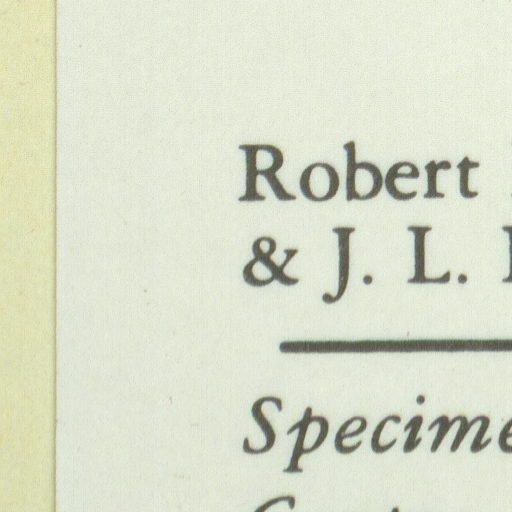 Robert
& J. L.
Specime